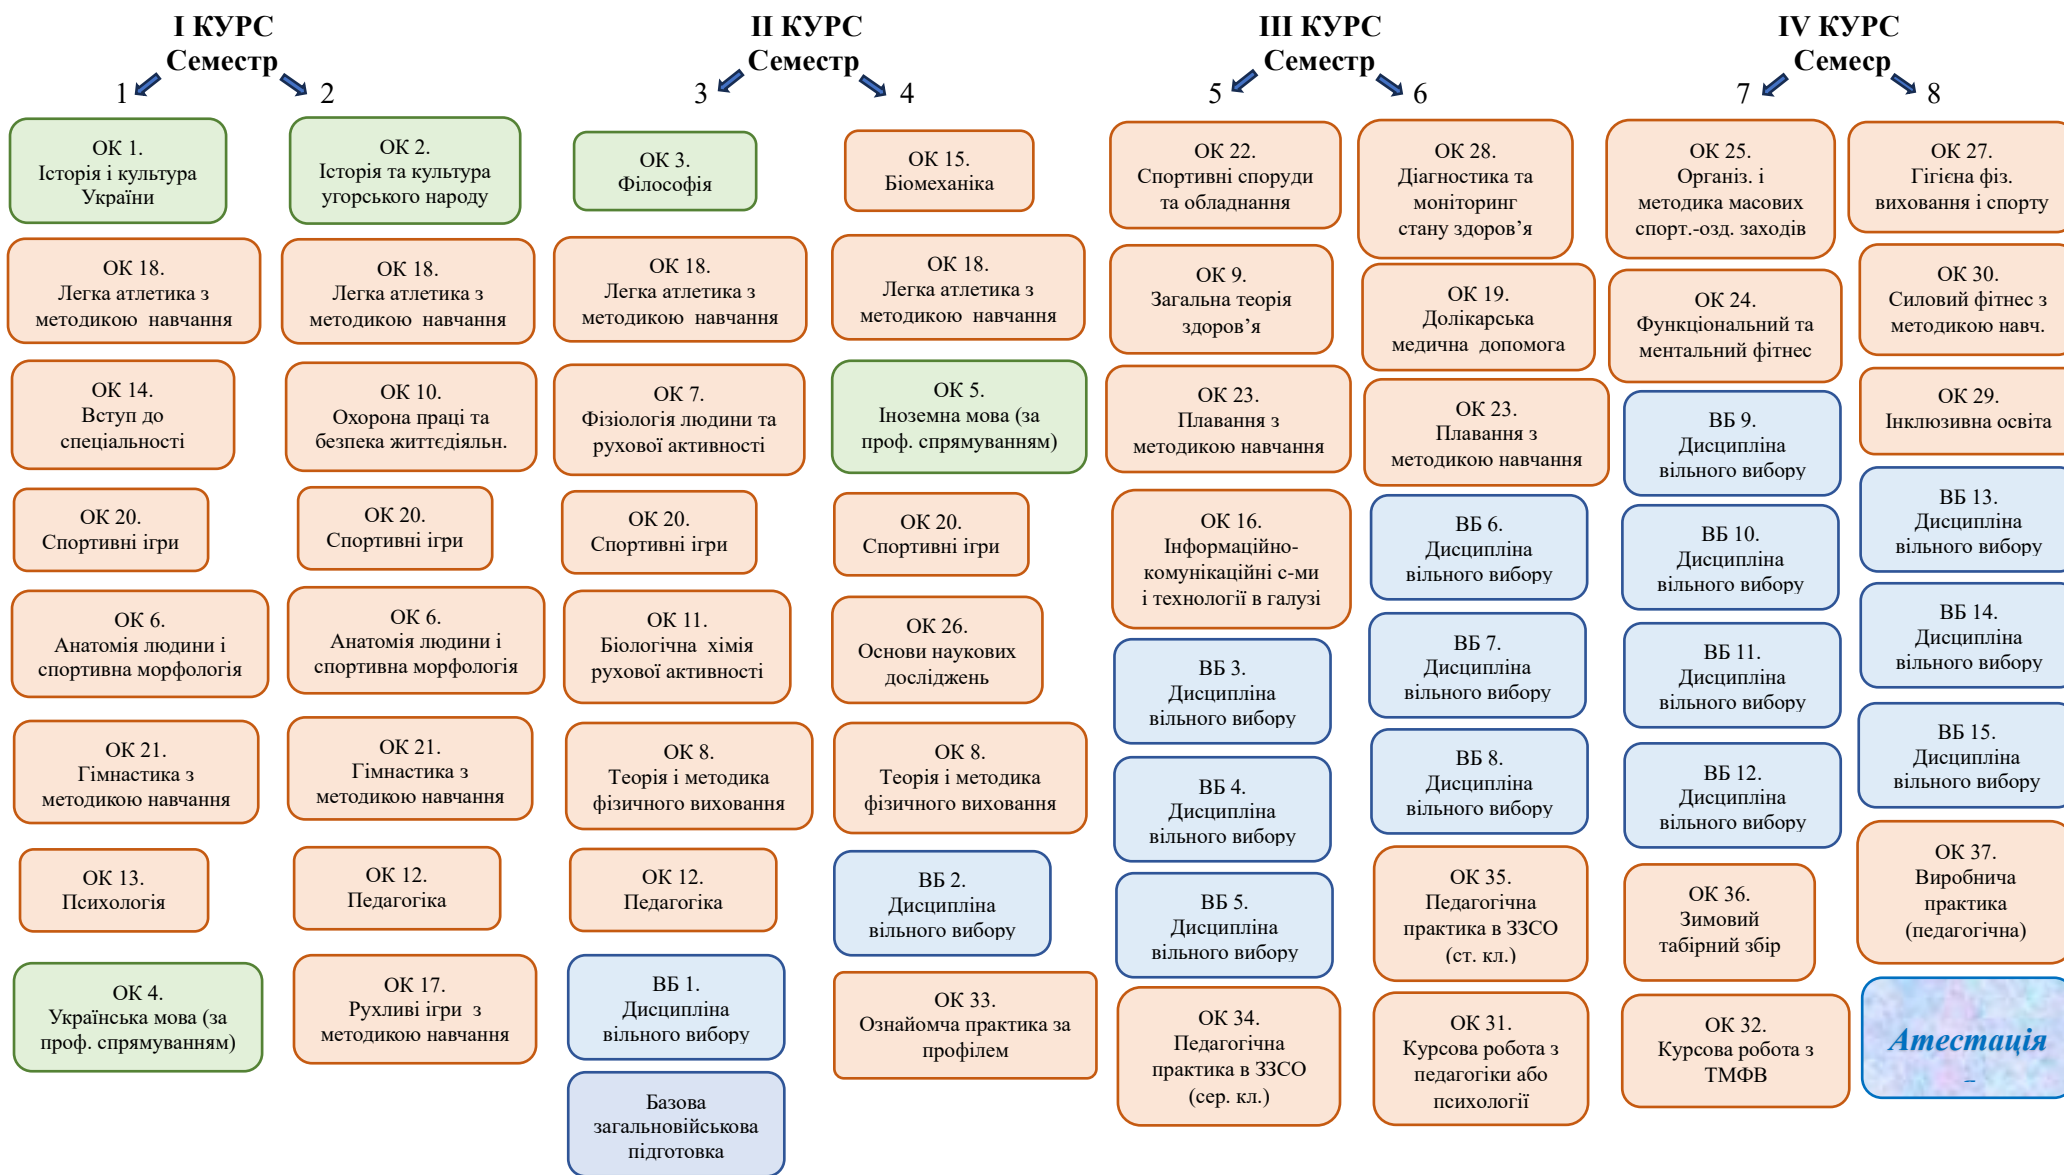 І КУРС
Семестр
1
2
ІІ КУРС
Семестр
3
4
ІІІ КУРС
Семестр
5
6
IV КУРС
Семеср
7
8
ОК 1.
Історія і культура
України
ОК 18.
Легка атлетика з
методикою навчання
ОК 14.
Вступ до
спеціальності
ОК 20.
Спортивні ігри
ОК 6.
Анатомія людини і
спортивна морфологія
ОК 21.
Гімнастика з
методикою навчання
ОК 13.
Психологія
ОК 4.
Українська мова (за
проф. спрямуванням)
ОК 2.
Історія та культура
угорського народу
ОК 18.
Легка атлетика з
методикою навчання
ОК 10.
Охорона праці та
безпека життєдіяльн.
ОК 20.
Спортивні ігри
ОК 6.
Анатомія людини і
спортивна морфологія
ОК 21.
Гімнастика з
методикою навчання
ОК 12.
Педагогіка
ОК 17.
Рухливі ігри з
методикою навчання
ОК 3.
Філософія
ОК 18.
Легка атлетика з
методикою навчання
ОК 7.
Фізіологія людини та
рухової активності
ОК 20.
Спортивні ігри
ОК 11.
Біологічна хімія
рухової активності
ОК 8.
Теорія і методика
фізичного виховання
ОК 12.
Педагогіка
ВБ 1.
Дисципліна
вільного вибору
Базова
загальновійськова
підготовка
ОК 15.
Біомеханіка
ОК 18.
Легка атлетика з
методикою навчання
ОК 5.
Іноземна мова (за
проф. спрямуванням)
ОК 20.
Спортивні ігри
ОК 26.
Основи наукових
досліджень
ОК 8.
Теорія і методика
фізичного виховання
ВБ 2.
Дисципліна
вільного вибору
ОК 33.
Ознайомча практика за
профілем
ОК 22.
Спортивні споруди
та обладнання
ОК 9.
Загальна теорія
здоров’я
ОК 23.
Плавання з
методикою навчання
ОК 16.
Інформаційно-
комунікаційні с-ми
і технології в галузі
ВБ 3.
Дисципліна
вільного вибору
ВБ 4.
Дисципліна
вільного вибору
ВБ 5.
Дисципліна
вільного вибору
ОК 34.
Педагогічна
практика в ЗЗСО
(сер. кл.)
ОК 28.
Діагностика та
моніторинг
стану здоров’я
ОК 19.
Долікарська
медична допомога
ОК 23.
Плавання з
методикою навчання
ВБ 6.
Дисципліна
вільного вибору
ВБ 7.
Дисципліна
вільного вибору
ВБ 8.
Дисципліна
вільного вибору
ОК 35.
Педагогічна
практика в ЗЗСО
(ст. кл.)
ОК 31.
Курсова робота з
педагогіки або
психології
ОК 25.
Організ. і
методика масових
спорт.-озд. заходів
ОК 24.
Функціональний та
ментальний фітнес
ВБ 9.
Дисципліна
вільного вибору
ВБ 10.
Дисципліна
вільного вибору
ВБ 11.
Дисципліна
вільного вибору
ВБ 12.
Дисципліна
вільного вибору
ОК 36.
Зимовий
табірний збір
ОК 32.
Курсова робота з
ТМФВ
ОК 27.
Гігієна фіз.
виховання і спорту
ОК 30.
Силовий фітнес з
методикою навч.
ОК 29.
Інклюзивна освіта
ВБ 13.
Дисципліна
вільного вибору
ВБ 14.
Дисципліна
вільного вибору
ВБ 15.
Дисципліна
вільного вибору
ОК 37.
Виробнича
практика
(педагогічна)
Атестація